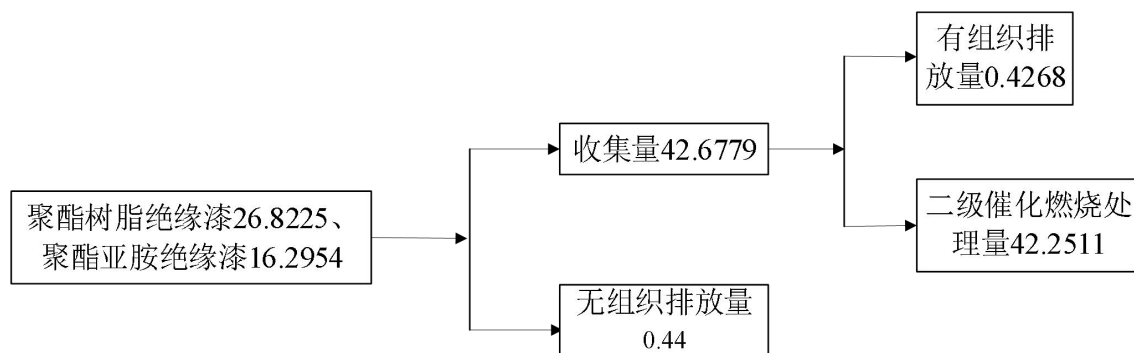 有组织排
放量0.4268
收集量42.6779
聚酯树脂绝缘漆26.8225、
聚酯亚胺绝缘漆16.2954
二级催化燃烧处
理量42.2511
无组织排放量
0.44